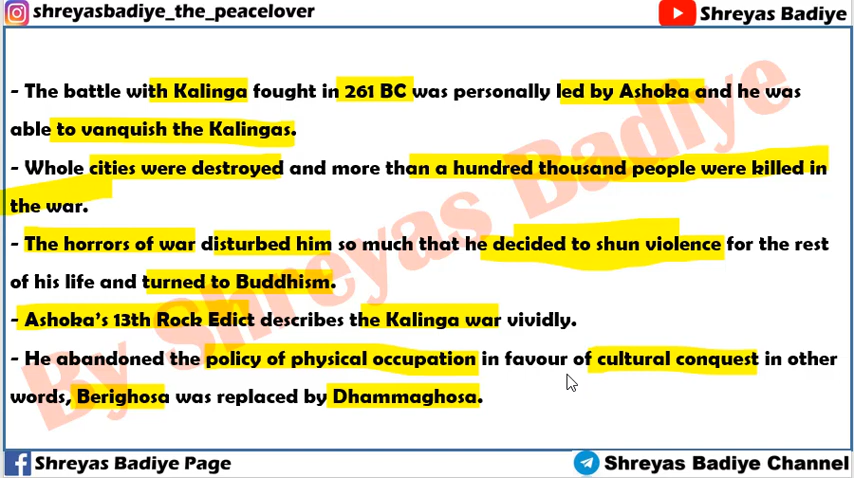 shreyasbadiye_the_peacelover
Shreyas Badiye
- The battle with Kalinga fought in 261 BC was personally led by Ashoka and he was
able to vanquish the Kalingas.
- Whole cities were destroyed and more than a hundred thousand people were killed in
the war.
- The horrors of war disturbed him so much that he decided to shun violence for the rest
of his life and turned to Buddhism.
- Ashoka's 13th Rock Edict describes the Kalinga war vividly.
- He abandoned the policy of physical occupation in favour of cultural conquest in other
words, Berighosa was replaced by Dhammaghosa.
By Shreyas Badiye
Shreyas Badiye Page
Shreyas Badiye Channel